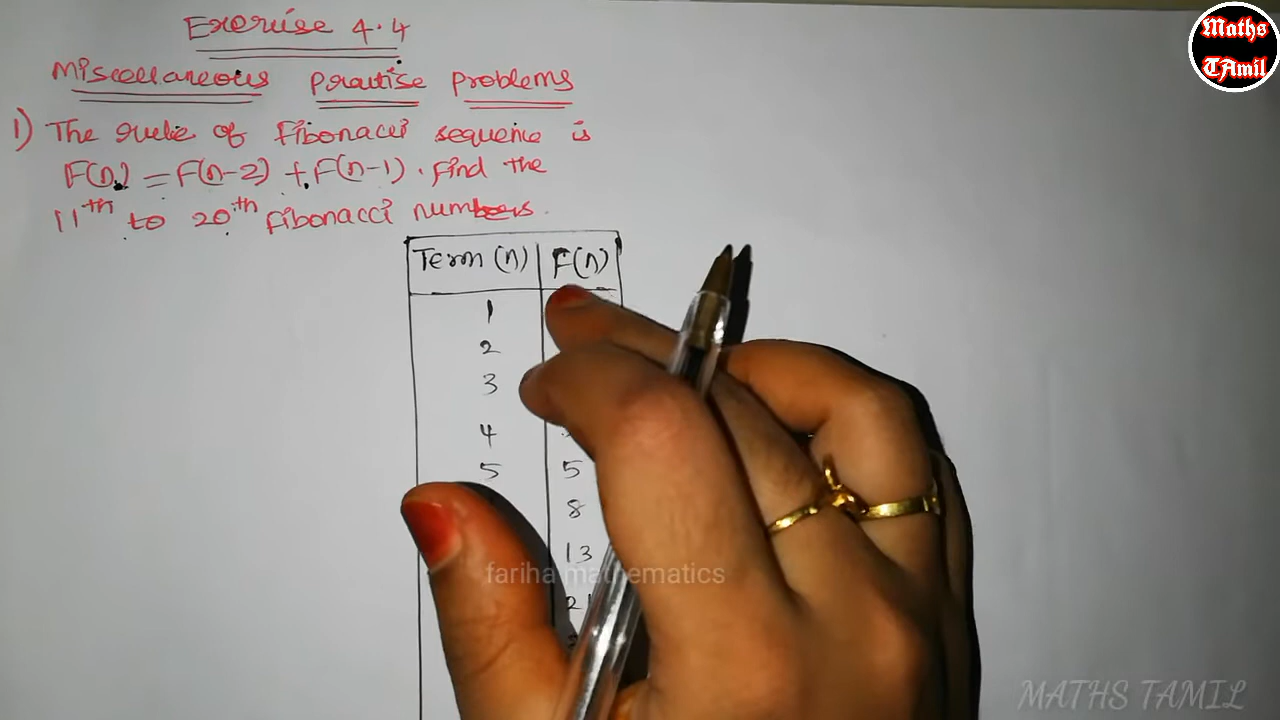 Exercise 4.4
Miscellaneous practise problems
1) The rule of Fibonacci sequence is
F(n) = F(n-2) + F(n-1). Find the
11th to 20th fibonacci numbers.
Term (n) F(n)
1
2
3
4
5 5
8
13
21
fariha mathematics
Maths
TAmil
MATHS TAMIL